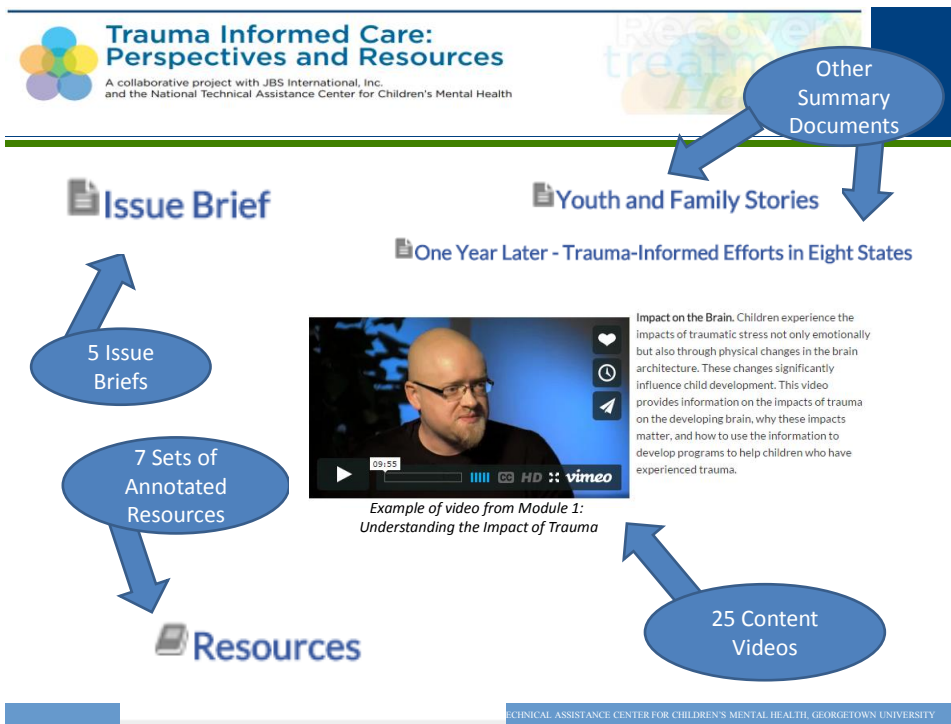 Trauma Informed Care:
Perspectives and Resources
A collaborative project with JBS International, Inc.
and the National Technical Assistance Center for Children's Mental Health
Recovery
treatment
Other
Summary
Documents
Issue Brief
Youth and Family Stories
One Year Later - Trauma-Informed Efforts in Eight States
5 Issue
Briefs
7 Sets of
Annotated
Resources
09:55
CC HD vimeo
Example of video from Module 1:
Understanding the Impact of Trauma
Impact on the Brain. Children experience the
impacts of traumatic stress not only emotionally
but also through physical changes in the brain
architecture. These changes significantly
influence child development. This video
provides information on the impacts of trauma
on the developing brain, why these impacts
matter, and how to use the information to
develop programs to help children who have
experienced trauma.
25 Content
Videos
Resources
ECHNICAL ASSISTANCE CENTER FOR CHILDREN'S MENTAL HEALTH, GEORGETOWN UNIVERSITY